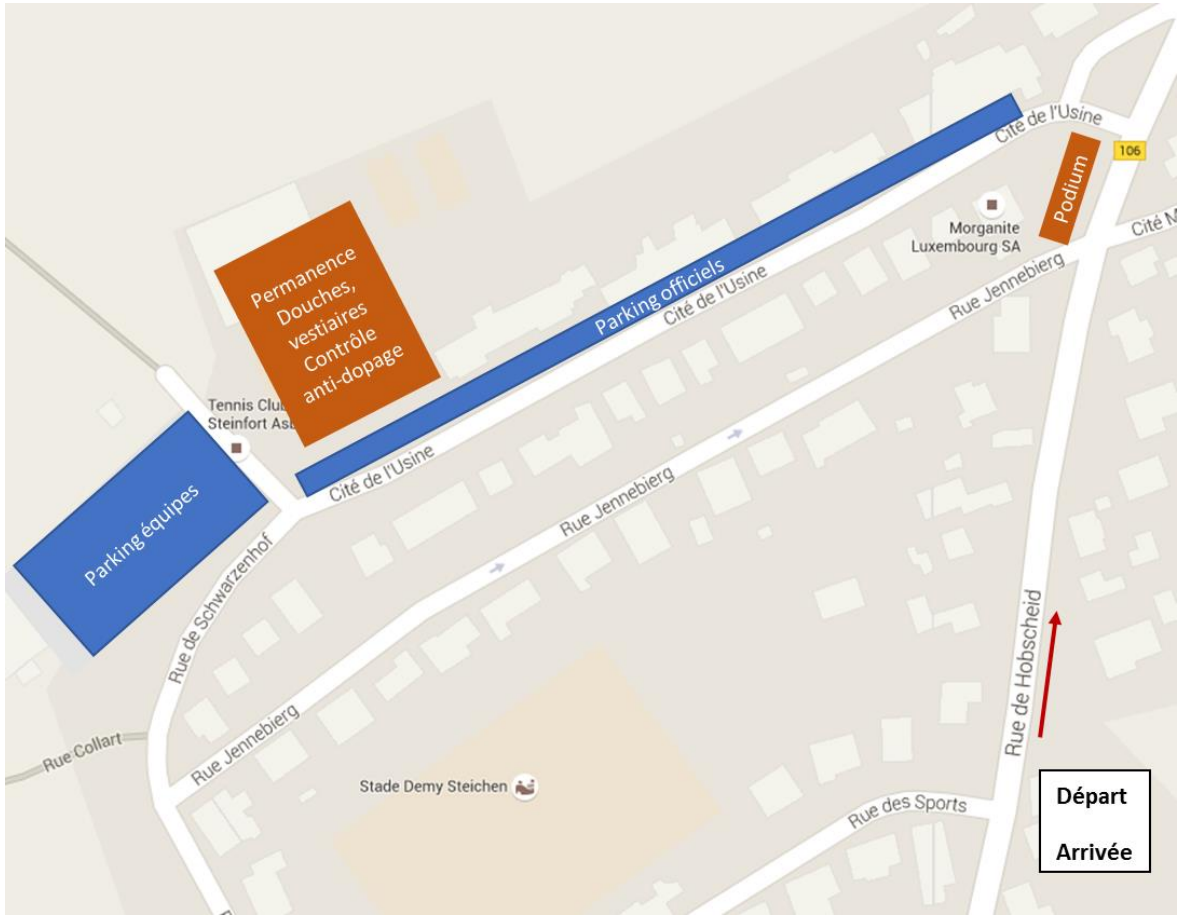 Cité de l'Usine
106
Podium
Morganite
Luxembourg SA
Cité M
Rue Jennebierg
Parking officiels
Cité de l'Usine
Permanence
Douches,
vestiaires
Contrôle
anti-dopage
Tennis Clu
Steinfort Asb
Cité de l'Usine
Parking équipes
Rue Jennebierg
Rue de Schwarzenhof
Rue de Hobscheid
Rue Jennebierg
Rue Collart
Stade Demy Steichen
Rue des Sports
Départ
Arrivée